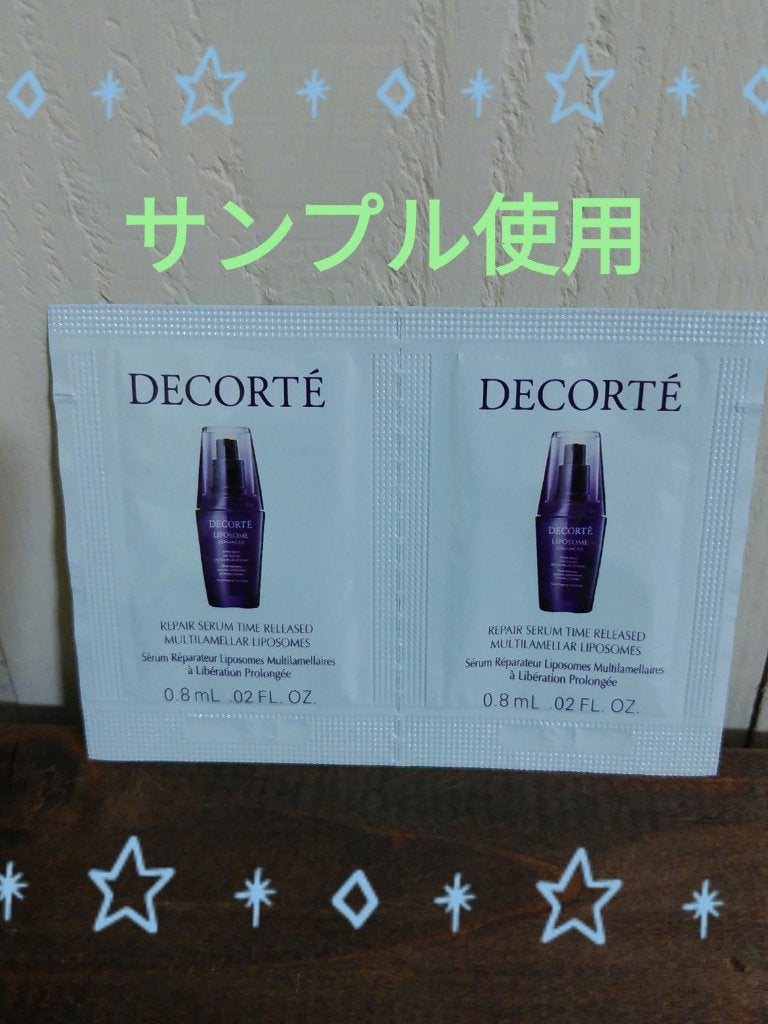 サンプル使用
DECORTÉ
DECORTÉ
LIPOSOME
ADVANCED
REPAIR SERUM TIME RELEASED
MULTILAMELLAR LIPOSOMES
Sérum Réparateur Liposomes Multilamellaires
à Libération Prolongée
0.8 mL .02 FL. OZ.
DECORTÉ
DECORTÉ
LIPOSOME
ADVANCED
REPAIR SERUM TIME RELEASED
MULTILAMELLAR LIPOSOMES
Sérum Réparateur Liposomes Multilamellaires
à Libération Prolongée
0.8 mL .02 FL. OZ.